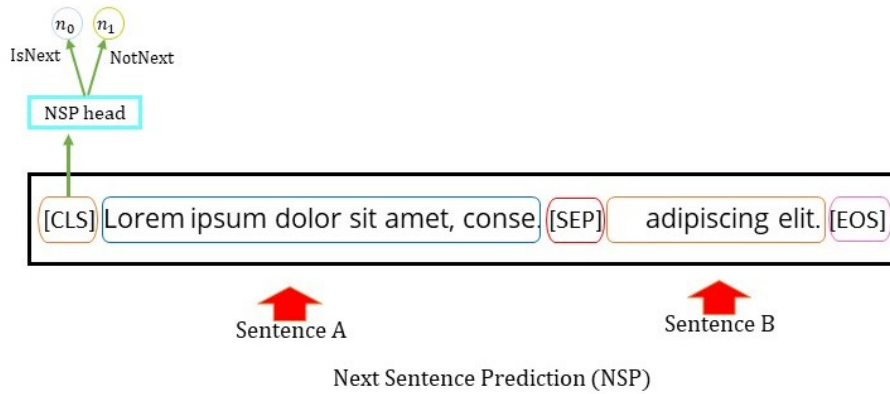 n₀ n₁
IsNext NotNext
NSP head
[CLS] Lorem ipsum dolor sit amet, conse. [SEP] adipiscing elit. [EOS]
Sentence A Sentence B
Next Sentence Prediction (NSP)